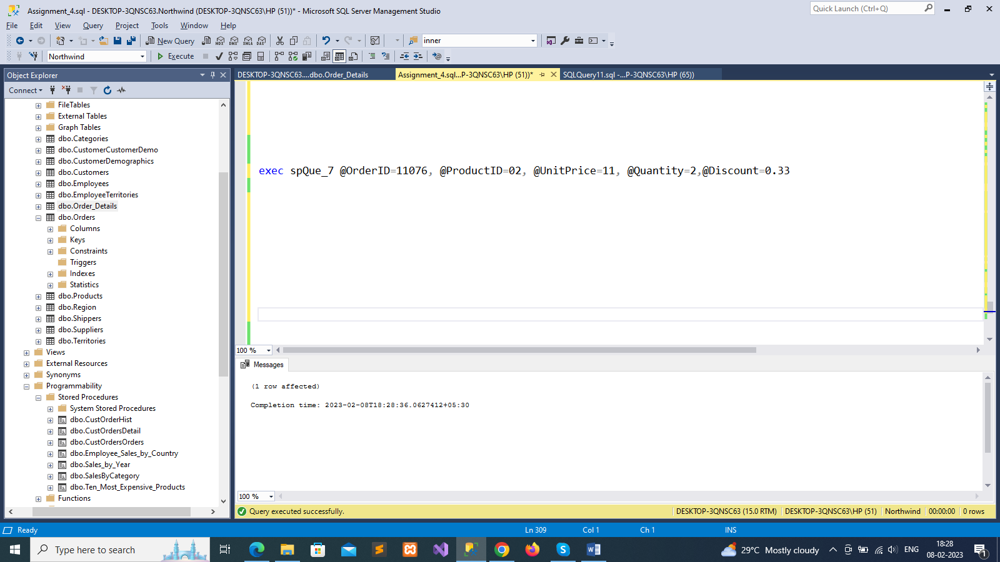 Assignment_4.sql - DESKTOP-3QNSC63.Northwind (DESKTOP-3QNSC63\HP (51))* - Microsoft SQL Server Management Studio
Quick Launch (Ctrl+Q)
File Edit View Query Project Tools Window Help
New Query
MDX DMX XMLA DAX
inner
Northwind
Execute
Object Explorer
DESKTOP-3QNSC63....dbo.Order_Details
Assignment_4.sql...P-3QNSC63\HP (51))*
SQLQuery11.sql -...P-3QNSC63\HP (65))
Connect
FileTables
External Tables
Graph Tables
dbo.Categories
dbo.CustomerCustomerDemo
dbo.CustomerDemographics
dbo.Customers
dbo.Employees
dbo.EmployeeTerritories
dbo.Order_Details
dbo.Orders
Columns
Keys
Constraints
Triggers
Indexes
Statistics
dbo.Products
dbo.Region
dbo.Shippers
dbo.Suppliers
dbo.Territories
Views
External Resources
Synonyms
Programmability
Stored Procedures
System Stored Procedures
dbo.CustOrderHist
dbo.CustOrdersDetail
dbo.CustOrdersOrders
dbo.Employee_Sales_by_Country
dbo.Sales_by_Year
dbo.SalesByCategory
dbo.Ten_Most_Expensive_Products
Functions
exec spQue_7 @OrderID=11076, @ProductID=02, @UnitPrice=11, @Quantity=2,@Discount=0.33
100 %
Messages
(1 row affected)
Completion time: 2023-02-08T18:28:36.0627412+05:30
100 %
Query executed successfully.
DESKTOP-3QNSC63 (15.0 RTM)
DESKTOP-3QNSC63\HP (51)
Northwind
00:00:00
0 rows
Ready
Ln 309
Col 1
Ch 1
INS
Type here to search
29°C Mostly cloudy
ENG
18:28
08-02-2023
1